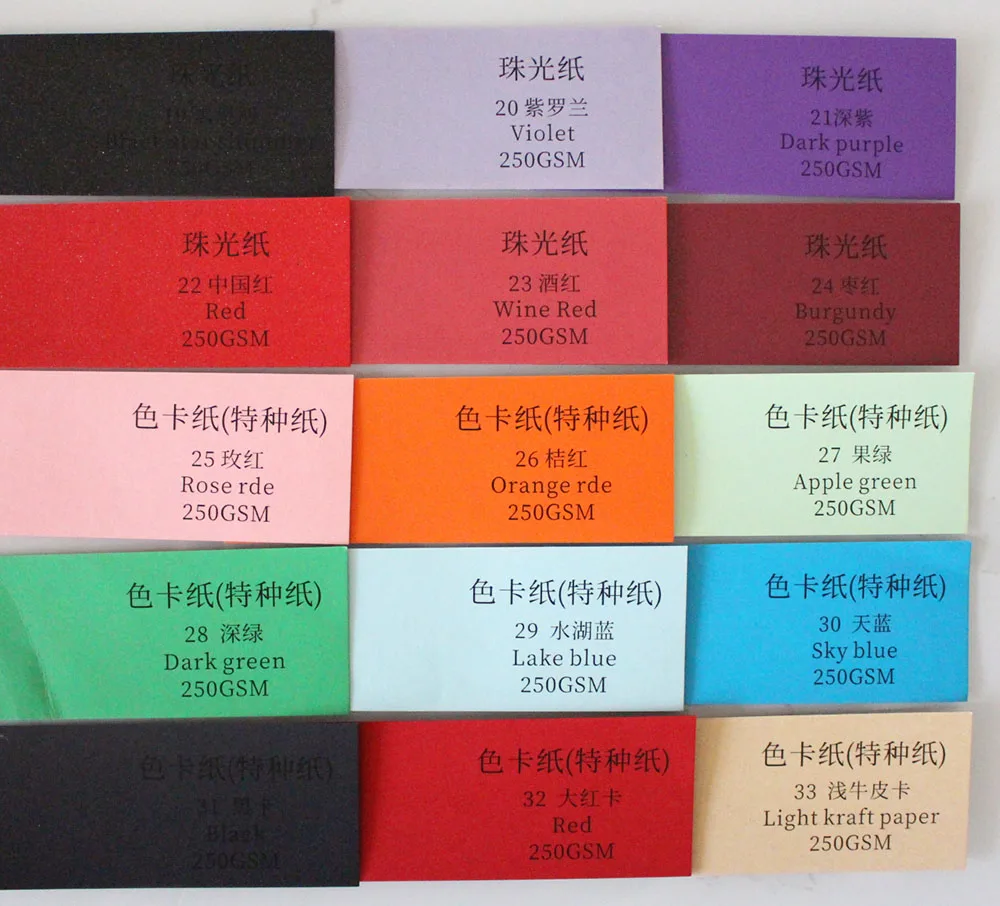 珠光纸
珠光纸
20 紫罗兰
Violet
250GSM
珠光纸
21深紫
Dark purple
250GSM
珠光纸
22 中国红
Red
250GSM
珠光纸
23 酒红
Wine Red
250GSM
珠光纸
24 枣红
Burgundy
250GSM
色卡纸(特种纸)
25 玫红
Rose rde
250GSM
色卡纸(特种纸)
26 桔红
Orange rde
250GSM
色卡纸(特种纸)
27 果绿
Apple green
250GSM
色卡纸(特种纸)
28 深绿
Dark green
250GSM
色卡纸(特种纸)
29 水湖蓝
Lake blue
250GSM
色卡纸(特种纸)
30 天蓝
Sky blue
250GSM
色卡纸(特种纸)
31 黑卡
Black
250GSM
色卡纸(特种纸)
32 大红卡
Red
250GSM
色卡纸(特种纸)
33 浅牛皮卡
Light kraft paper
250GSM